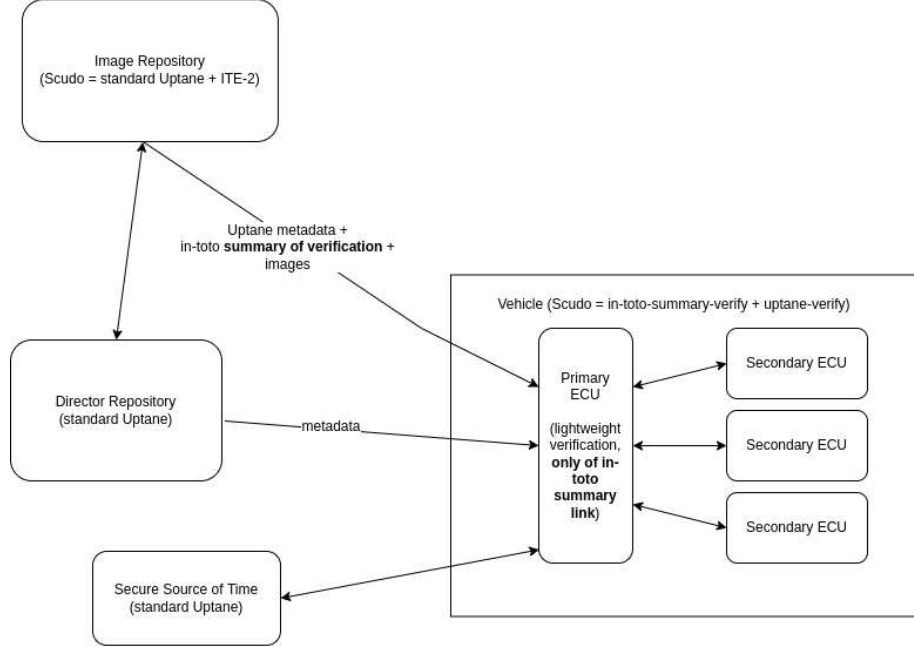 Image Repository
(Scudo = standard Uptane + ITE-2)
Uptane metadata +
in-toto summary of verification +
images
Vehicle (Scudo = in-toto-summary-verify + uptane-verify)
Primary
ECU
(lightweight
verification,
only of in-
toto
summary
link)
Secondary ECU
Secondary ECU
Secondary ECU
Director Repository
(standard Uptane)
metadata
Secure Source of Time
(standard Uptane)